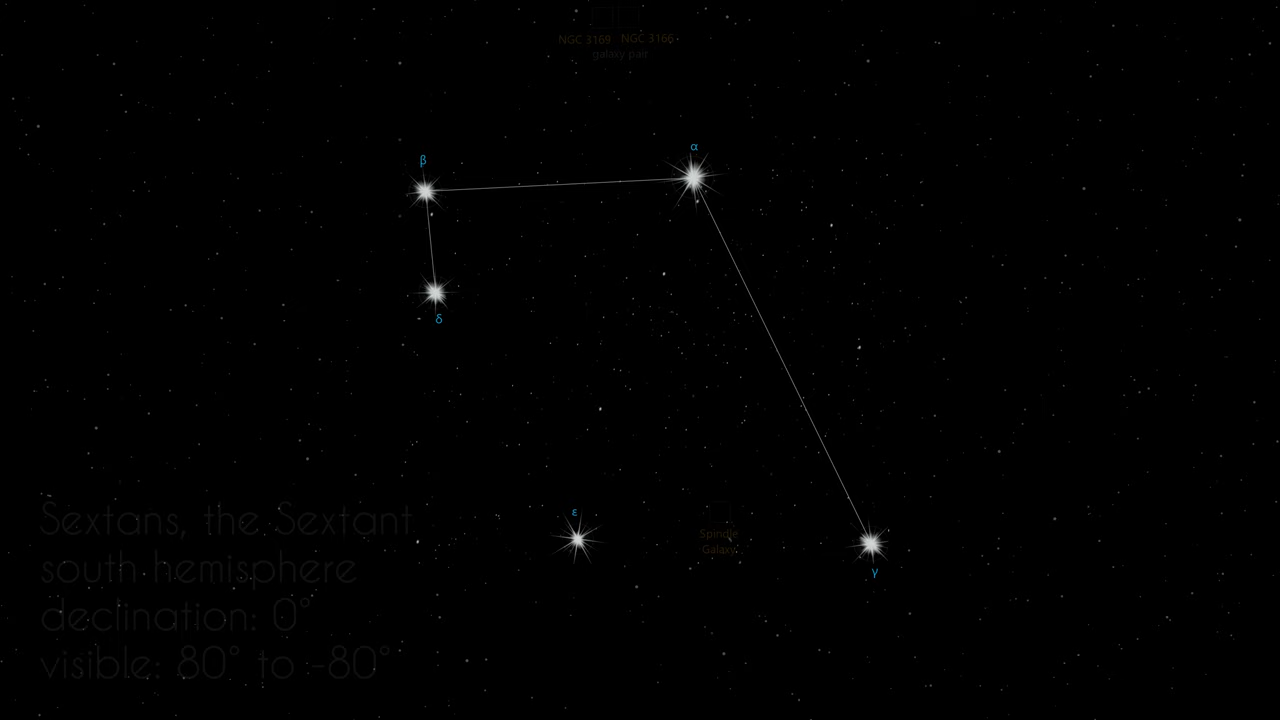 NGC 3169 NGC 3166
galaxy pair
α
β
δ
ε
Spindle
Galaxy
γ
Sextans, the Sextant
south hemisphere
declination: 0°
visible: 80° to -80°